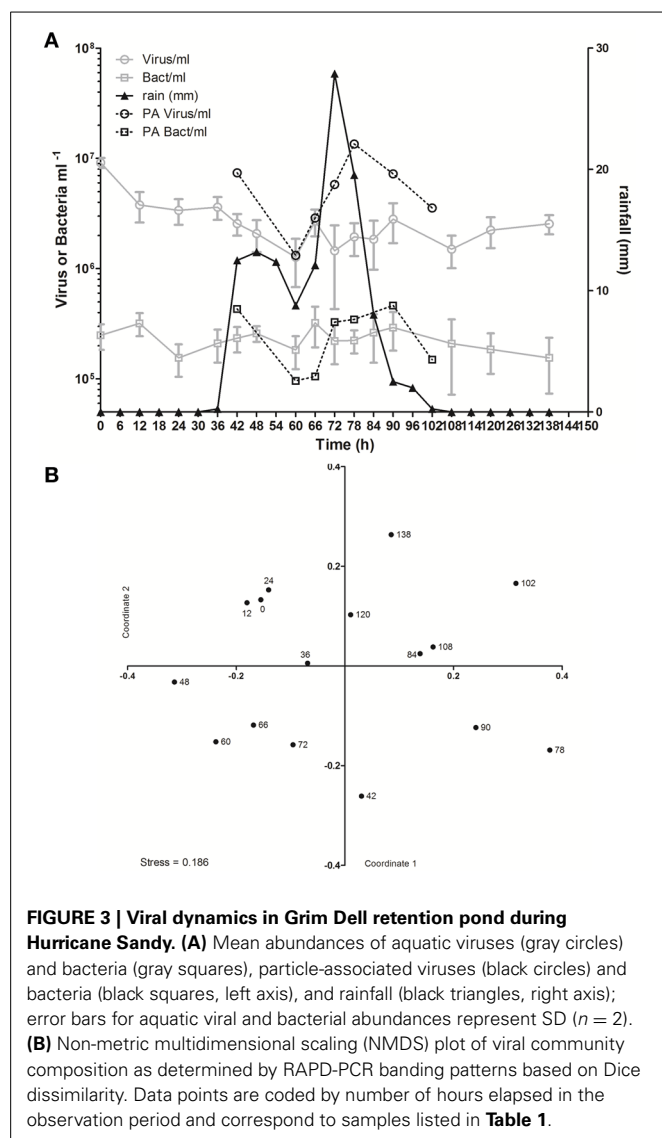 A
10⁸
10⁷
10⁶
10⁵
Virus or Bacteria ml ⁻¹
Virus/ml
Bact/ml
rain (mm)
PA Virus/ml
PA Bact/ml
30
20
10
0
rainfall (mm)
0 6 12 18 24 30 36 42 48 54 60 66 72 78 84 90 96 102 108 114 120 126 132 138 144 150
Time (h)
B
0.4
138
0.2
102
24
12
0
120
Coordinate 2
108
84
36
-0.4
-0.2
0.2
0.4
48
66
60
72
90
78
-0.2
42
-0.4
Stress = 0.186
Coordinate 1
FIGURE 3 | Viral dynamics in Grim Dell retention pond during
Hurricane Sandy. (A) Mean abundances of aquatic viruses (gray circles)
and bacteria (gray squares), particle-associated viruses (black circles) and
bacteria (black squares, left axis), and rainfall (black triangles, right axis);
error bars for aquatic viral and bacterial abundances represent SD (n = 2).
(B) Non-metric multidimensional scaling (NMDS) plot of viral community
composition as determined by RAPD-PCR banding patterns based on Dice
dissimilarity. Data points are coded by number of hours elapsed in the
observation period and correspond to samples listed in Table 1.